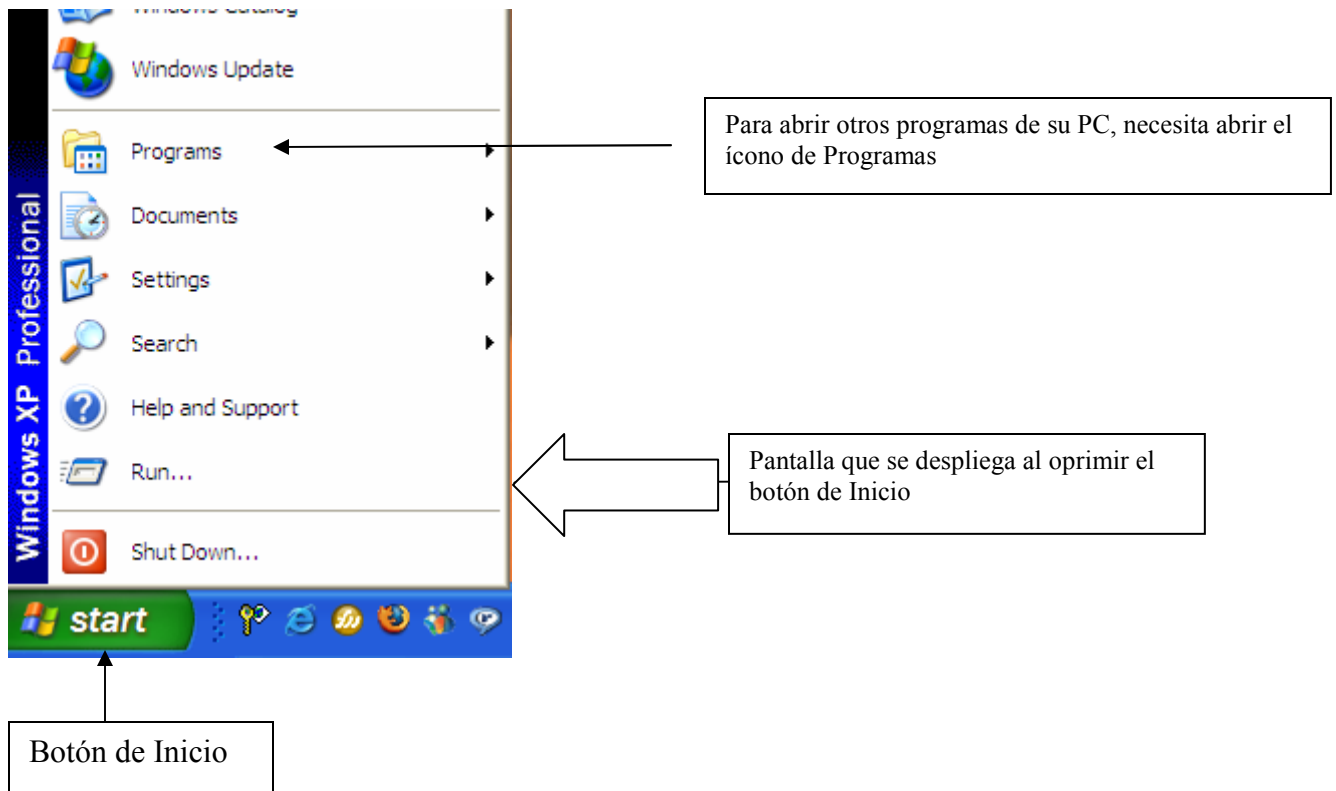 Windows Catalog
Windows Update
Programs
Documents
Settings
Search
Help and Support
Run...
Shut Down...
Windows XP Professional
start
Para abrir otros programas de su PC, necesita abrir el
ícono de Programas
Pantalla que se despliega al oprimir el
botón de Inicio
Botón de Inicio